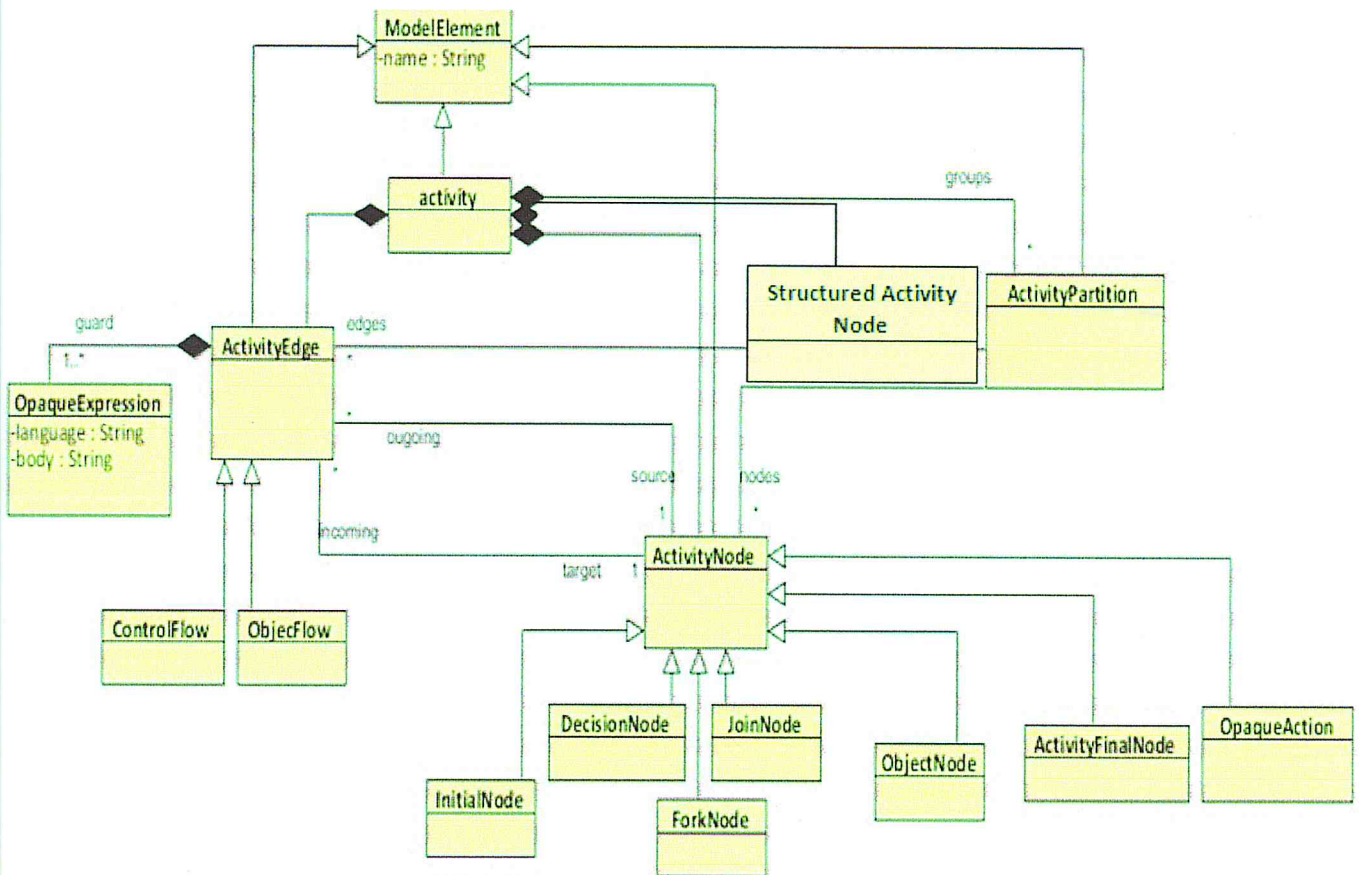 ModelElement
-name : String
activity
groups
*
Structured Activity
Node
ActivityPartition
guard
1..*
edges
*
ActivityEdge
OpaqueExpression
-language : String
-body : String
*
ougoing
*
source
1
nodes
*
incoming
target
1
ActivityNode
ControlFlow
ObjecFlow
DecisionNode
JoinNode
OpaqueAction
ActivityFinalNode
ObjectNode
InitialNode
ForkNode